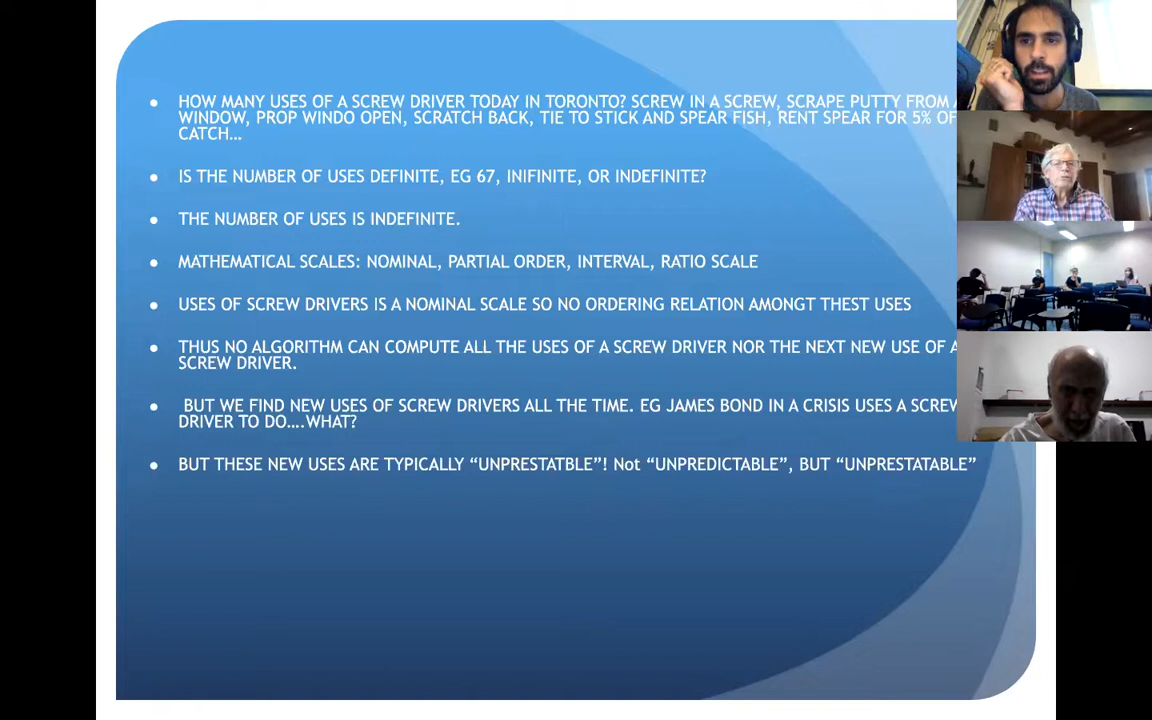 HOW MANY USES OF A SCREW DRIVER TODAY IN TORONTO? SCREW IN A SCREW, SCRAPE PUTTY FROM
WINDOW, PROP WINDO OPEN, SCRATCH BACK, TIE TO STICK AND SPEAR FISH, RENT SPEAR FOR 5% OF
CATCH…
IS THE NUMBER OF USES DEFINITE, EG 67, INIFINITE, OR INDEFINITE?
THE NUMBER OF USES IS INDEFINITE.
MATHEMATICAL SCALES: NOMINAL, PARTIAL ORDER, INTERVAL, RATIO SCALE
USES OF SCREW DRIVERS IS A NOMINAL SCALE SO NO ORDERING RELATION AMONGT THEST USES
THUS NO ALGORITHM CAN COMPUTE ALL THE USES OF A SCREW DRIVER NOR THE NEXT NEW USE OF A
SCREW DRIVER.
BUT WE FIND NEW USES OF SCREW DRIVERS ALL THE TIME. EG JAMES BOND IN A CRISIS USES A SCREW
DRIVER TO DO….WHAT?
BUT THESE NEW USES ARE TYPICALLY “UNPRESTATBLE”! Not “UNPREDICTABLE”, BUT “UNPRESTATABLE”